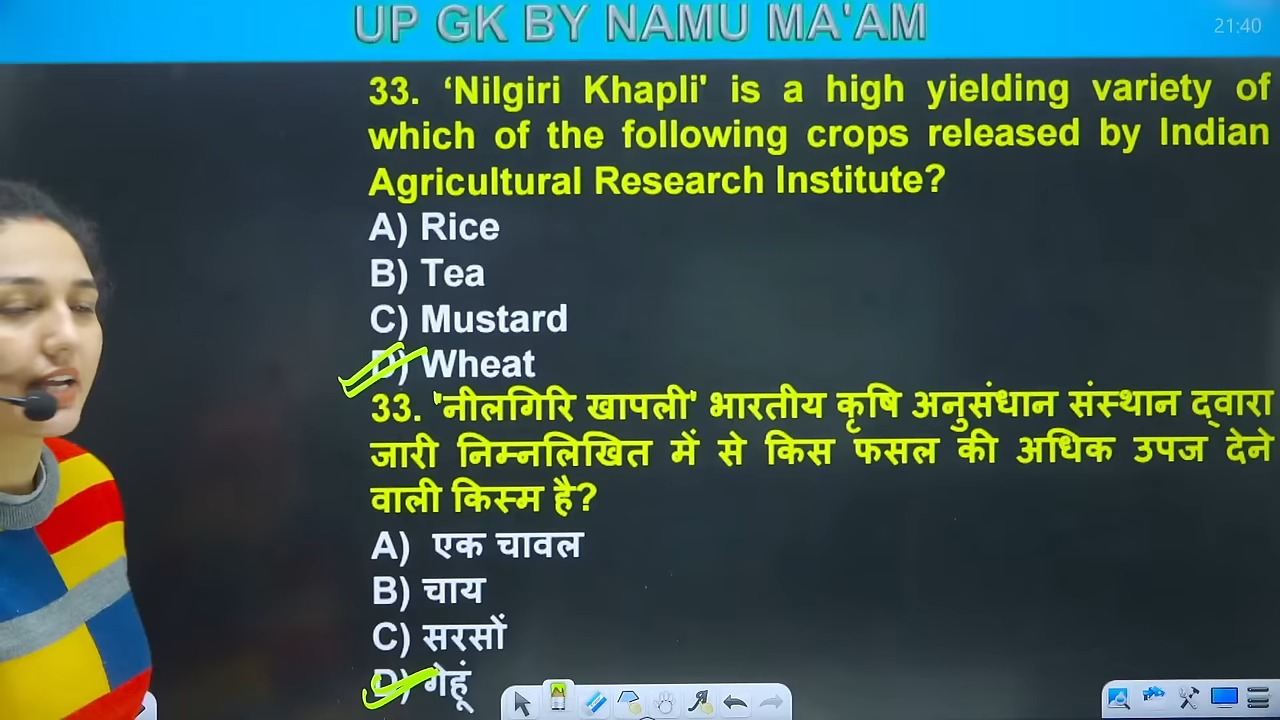 UP GK BY NAMU MA'AM
21:40
33. ‘Nilgiri Khapli' is a high yielding variety of
which of the following crops released by Indian
Agricultural Research Institute?
A) Rice
B) Tea
C) Mustard
D) Wheat
33. 'नीलगिरि खापली' भारतीय कृषि अनुसंधान संस्थान द्वारा
जारी निम्नलिखित में से किस फसल की अधिक उपज देने
वाली किस्म है?
A) एक चावल
B) चाय
C) सरसों
D) गेहूं